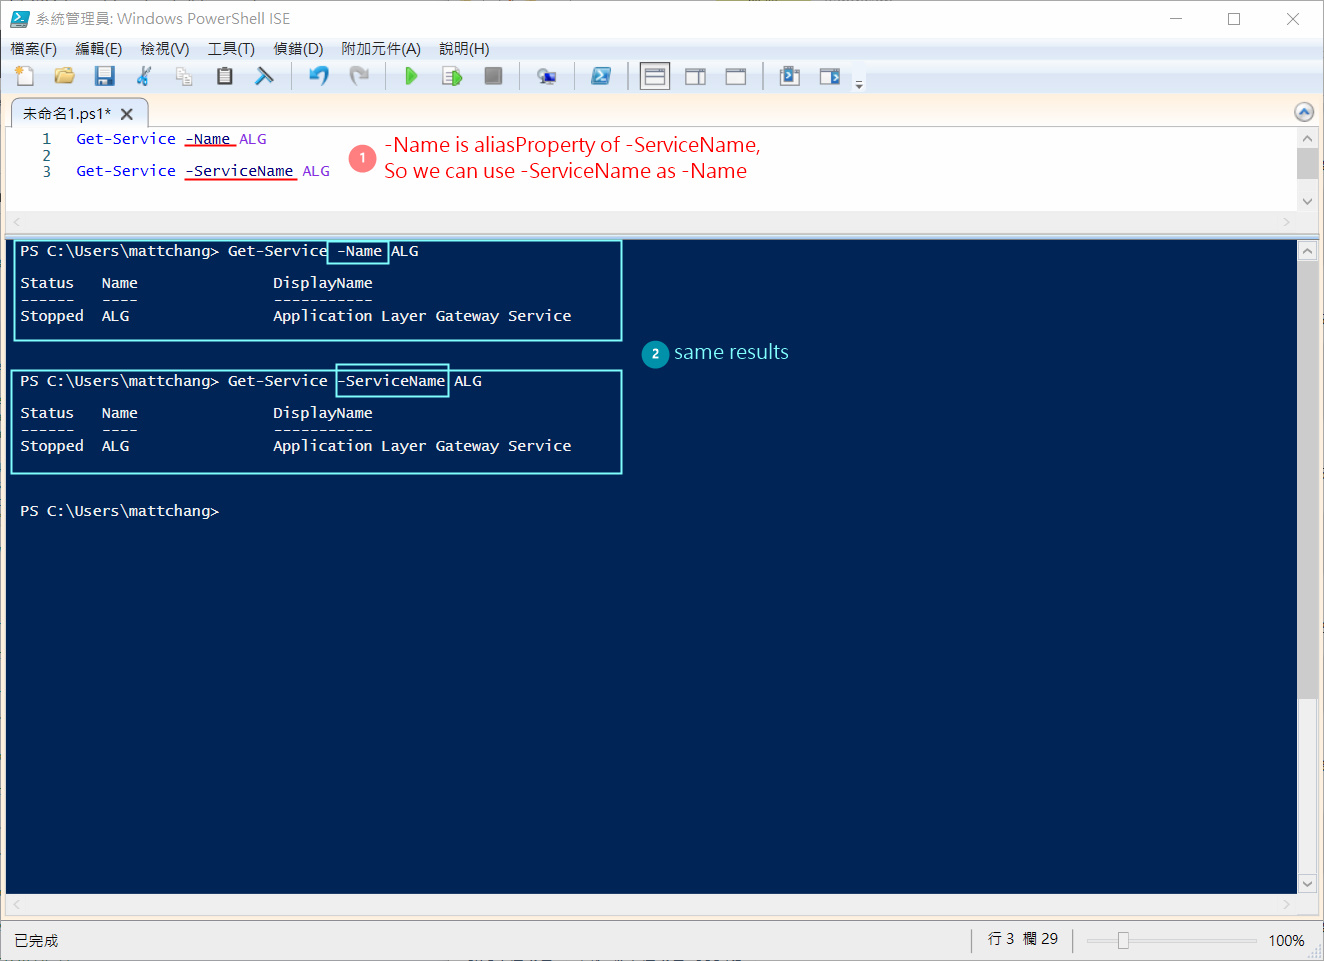 系統管理員: Windows PowerShell ISE
檔案(F) 編輯(E) 檢視(V) 工具(T) 偵錯(D) 附加元件(A) 說明(H)
未命名1.ps1*
1 Get-Service -Name ALG
2
3 Get-Service -ServiceName ALG
1 -Name is aliasProperty of -ServiceName,
So we can use -ServiceName as -Name
PS C:\Users\mattchang> Get-Service -Name ALG
Status Name DisplayName
------ ---- -----------
Stopped ALG Application Layer Gateway Service
2 same results
PS C:\Users\mattchang> Get-Service -ServiceName ALG
Status Name DisplayName
------ ---- -----------
Stopped ALG Application Layer Gateway Service
PS C:\Users\mattchang>
已完成 行 3 欄 29 100%